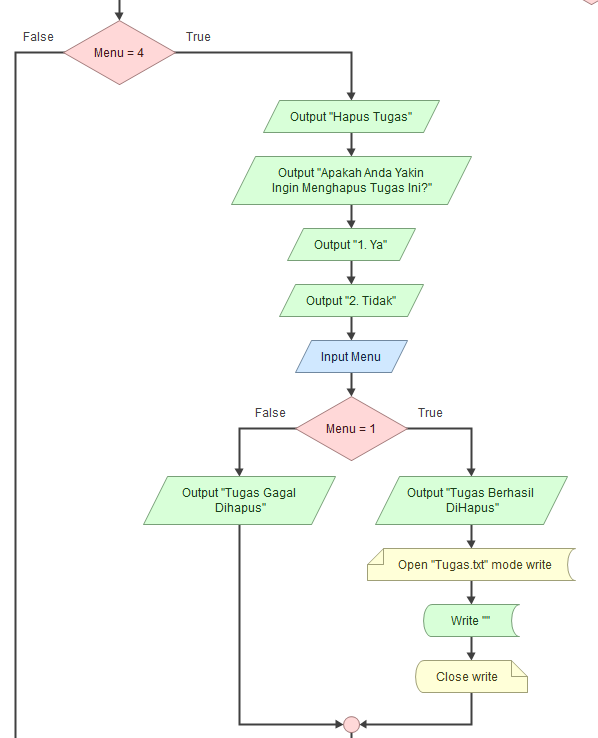 False
Menu = 4
True
Output "Hapus Tugas"
Output "Apakah Anda Yakin
Ingin Menghapus Tugas Ini?"
Output "1. Ya"
Output "2. Tidak"
Input Menu
False
Menu = 1
True
Output "Tugas Gagal
Dihapus"
Output "Tugas Berhasil
DiHapus"
Open "Tugas.txt" mode write
Write ""
Close write